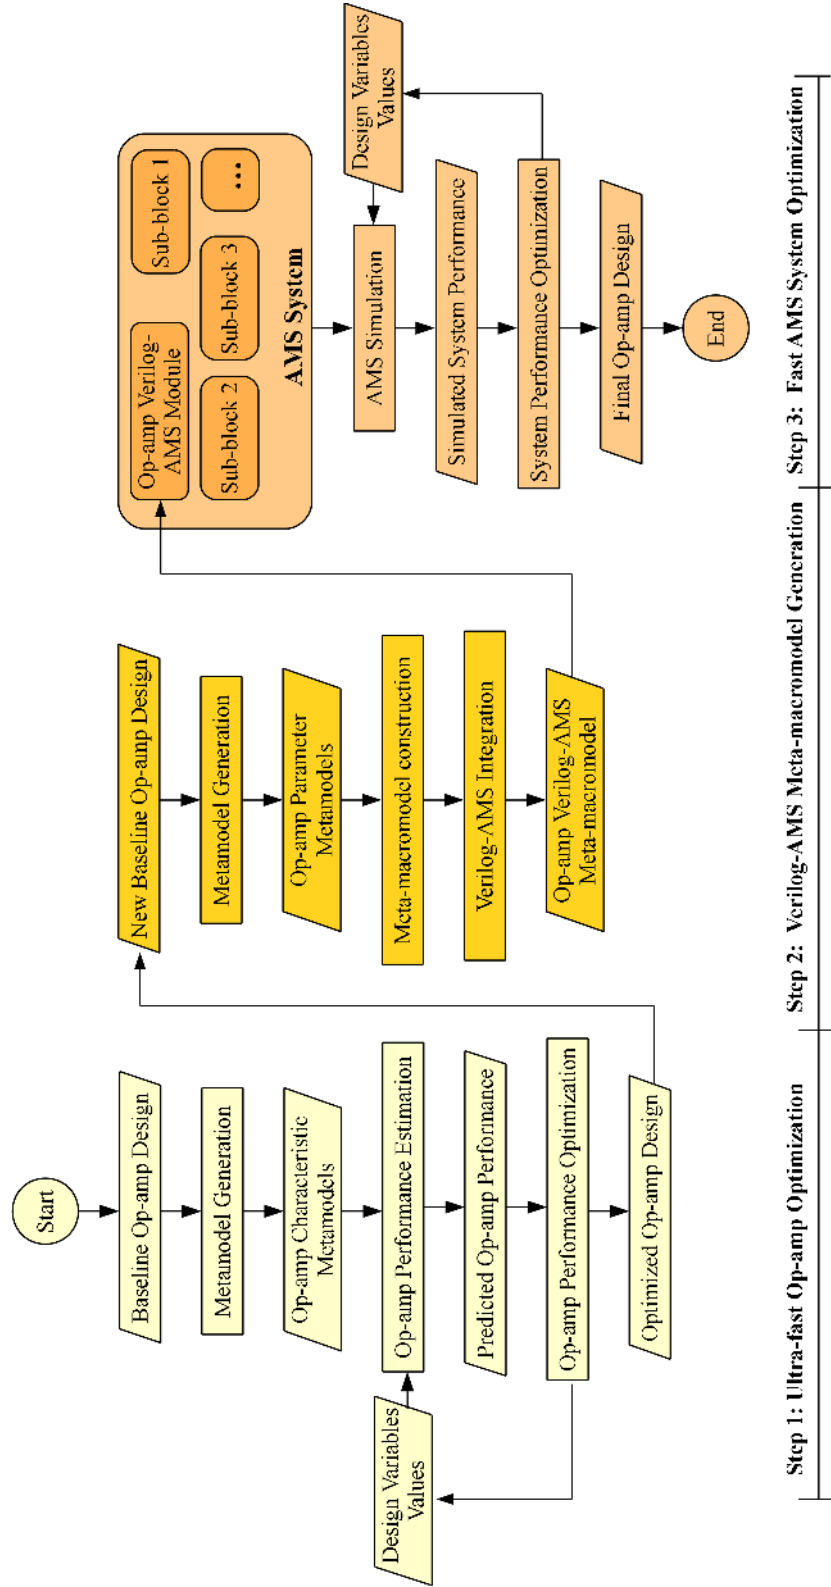 Start
Baseline Op-amp Design
Metamodel Generation
Op-amp Characteristic
Metamodels
Design Variables
Values
Op-amp Performance Estimation
Predicted Op-amp Performance
Op-amp Performance Optimization
Optimized Op-amp Design
Step 1: Ultra-fast Op-amp Optimization
New Baseline Op-amp Design
Metamodel Generation
Op-amp Parameter
Metamodels
Meta-macromodel construction
Verilog-AMS Integration
Op-amp Verilog-AMS
Meta-macromodel
Step 2: Verilog-AMS Meta-macromodel Generation
Op-amp Verilog-
AMS Module
Sub-block 1
Sub-block 2
Sub-block 3
...
AMS System
Design Variables
Values
AMS Simulation
Simulated System Performance
System Performance Optimization
Final Op-amp Design
End
Step 3: Fast AMS System Optimization